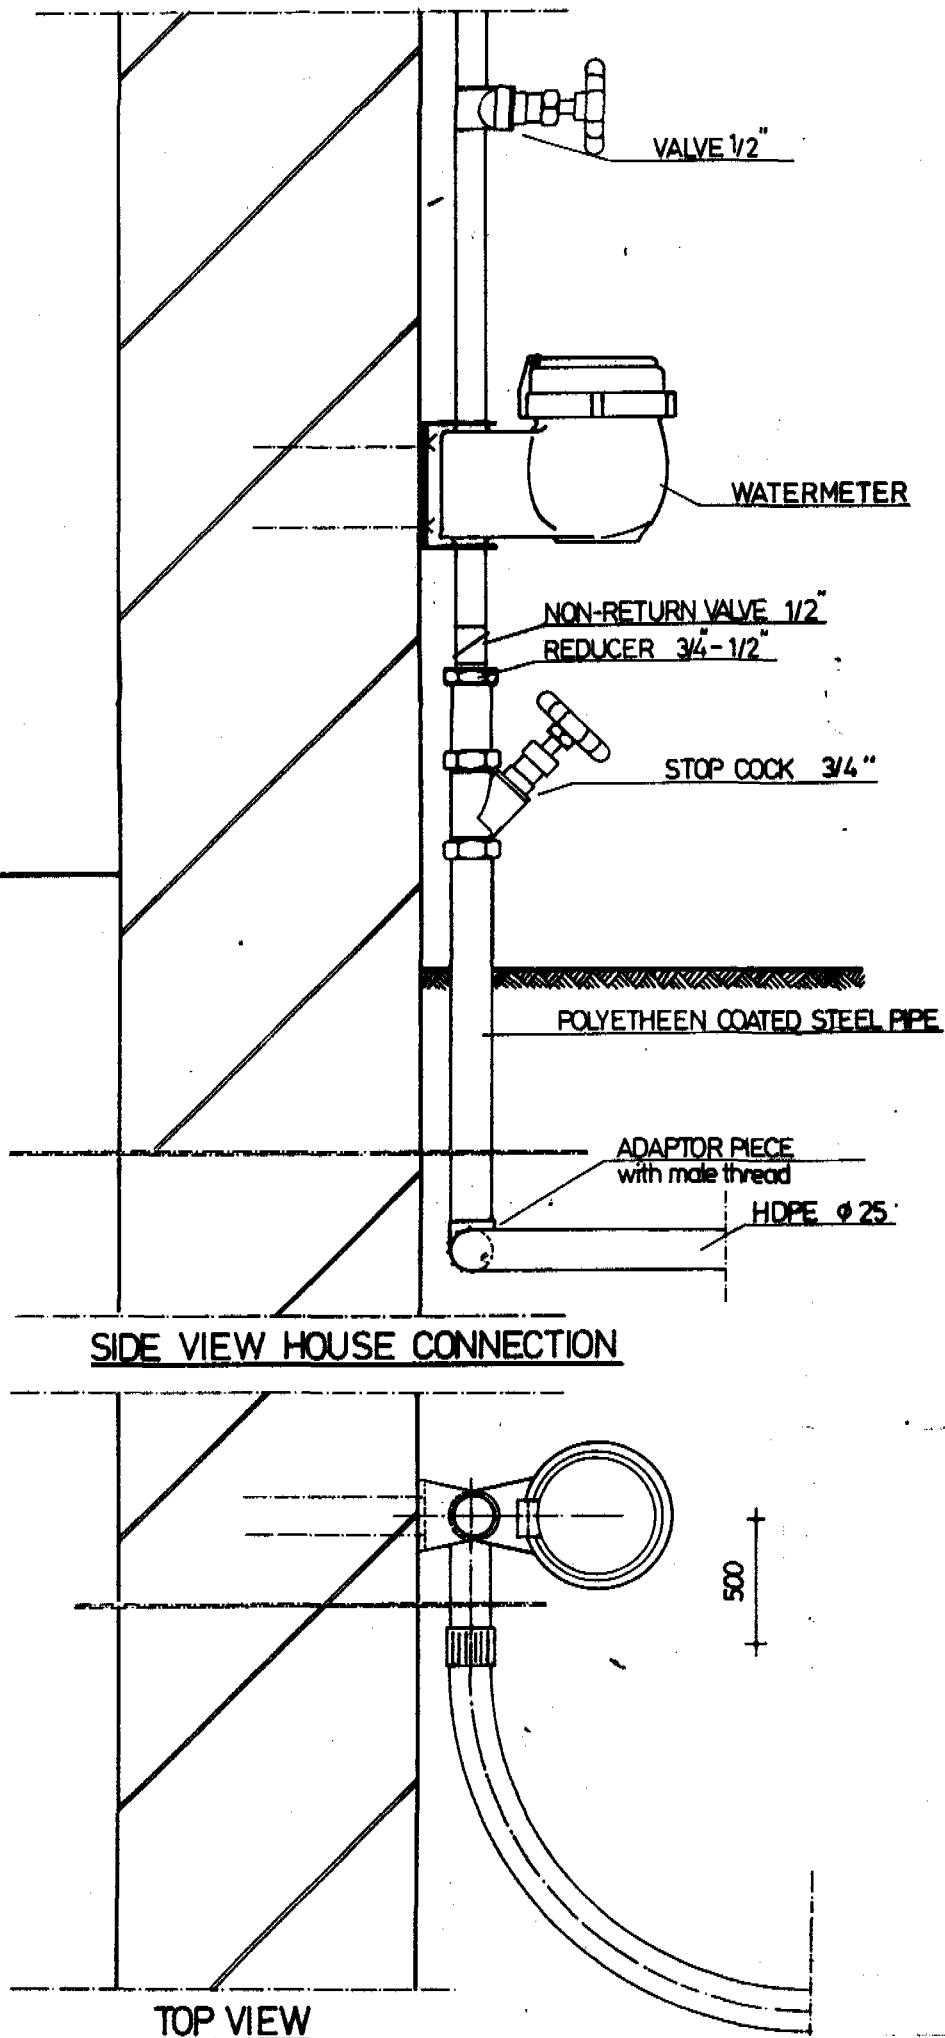 VALVE 1/2"
WATERMETER
NON-RETURN VALVE 1/2"
REDUCER 3/4"-1/2"
STOP COCK 3/4"
POLYETHEEN COATED STEEL PIPE
ADAPTOR PIECE
with male thread
HDPE ϕ 25
SIDE VIEW HOUSE CONNECTION
500
TOP VIEW